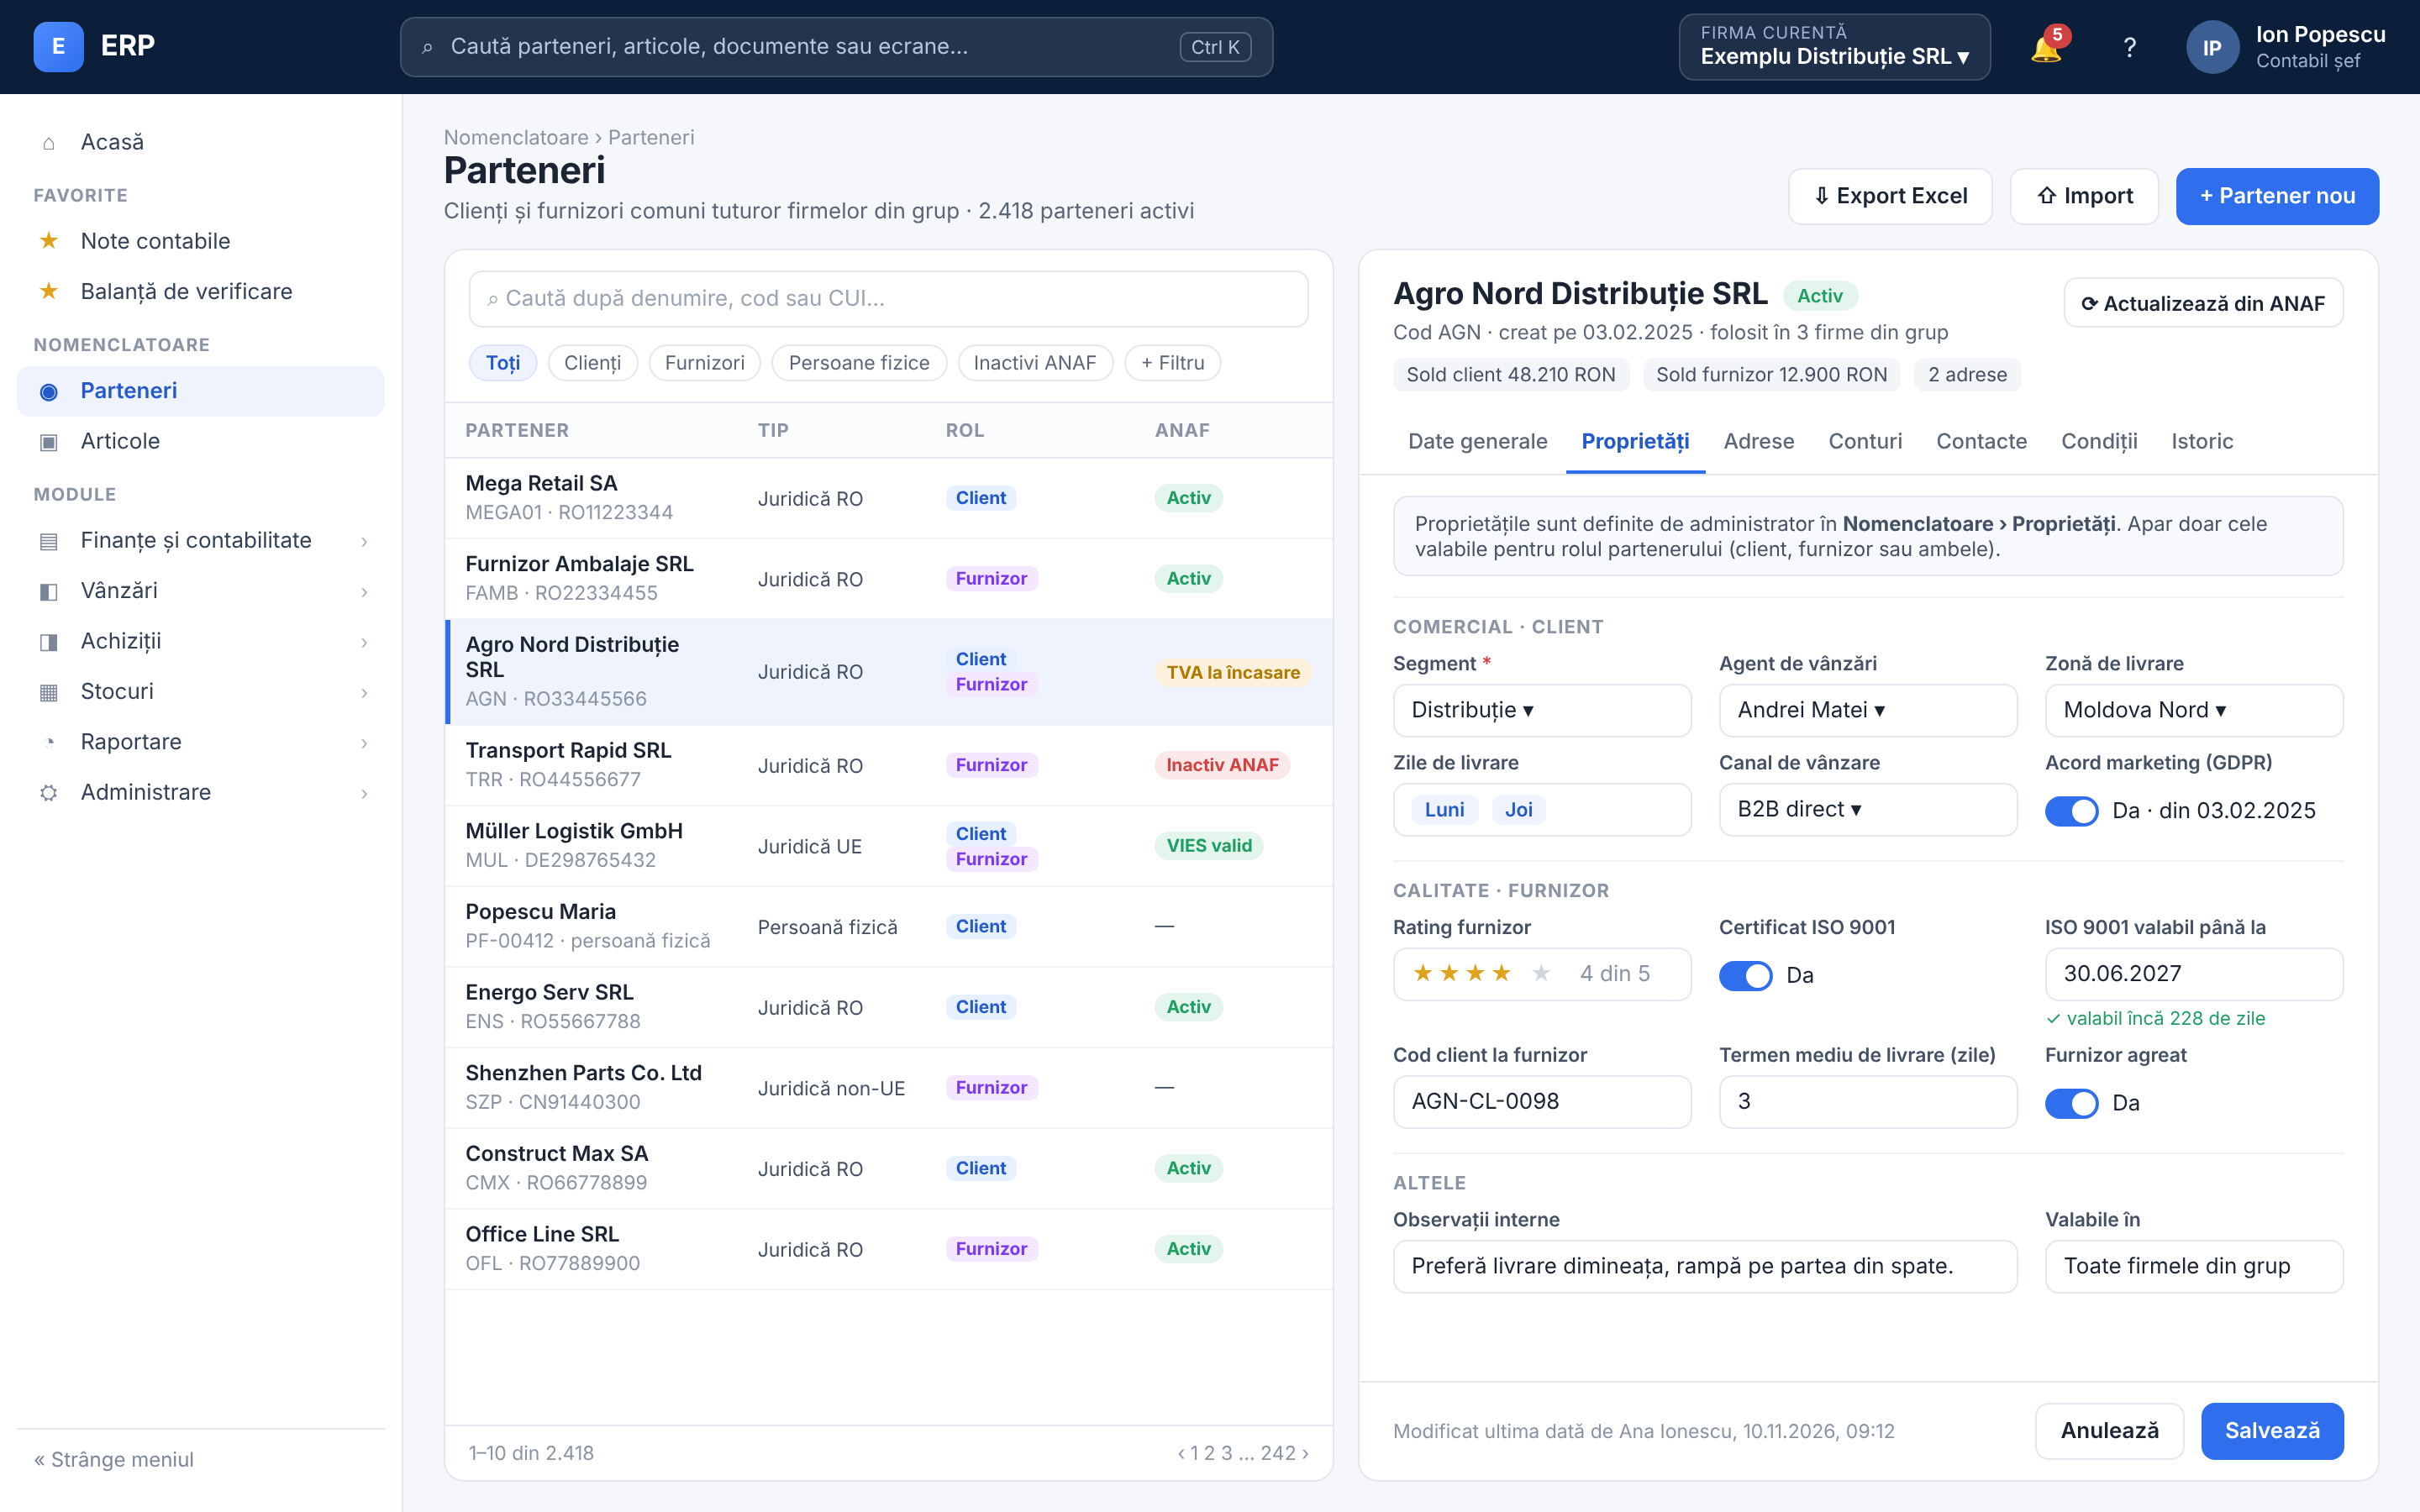 E ERP
Caută parteneri, articole, documente sau ecrane... Ctrl K
FIRMA CURENTĂ
Exemplu Distribuție SRL ▾
5
?
IP
Ion Popescu
Contabil șef
Acasă
FAVORITE
★ Note contabile
★ Balanță de verificare
NOMENCLATOARE
Parteneri
Articole
MODULE
Finanțe și contabilitate ›
Vânzări ›
Achiziții ›
Stocuri ›
Raportare ›
Administrare ›
« Strânge meniul
Nomenclatoare › Parteneri
Parteneri
Clienți și furnizori comuni tuturor firmelor din grup · 2.418 parteneri activi
⇩ Export Excel
⇧ Import
+ Partener nou
Caută după denumire, cod sau CUI...
Toți Clienți Furnizori Persoane fizice Inactivi ANAF + Filtru
PARTENER TIP ROL ANAF
Mega Retail SA
MEGA01 · RO11223344
Juridică RO
Client
Activ
Furnizor Ambalaje SRL
FAMB · RO22334455
Juridică RO
Furnizor
Activ
Agro Nord Distribuție
SRL
AGN · RO33445566
Juridică RO
Client
Furnizor
TVA la încasare
Transport Rapid SRL
TRR · RO44556677
Juridică RO
Furnizor
Inactiv ANAF
Müller Logistik GmbH
MUL · DE298765432
Juridică UE
Client
Furnizor
VIES valid
Popescu Maria
PF-00412 · persoană fizică
Persoană fizică
Client
—
Energo Serv SRL
ENS · RO55667788
Juridică RO
Client
Activ
Shenzhen Parts Co. Ltd
SZP · CN91440300
Juridică non-UE
Furnizor
—
Construct Max SA
CMX · RO66778899
Juridică RO
Client
Activ
Office Line SRL
OFL · RO77889900
Juridică RO
Furnizor
Activ
1–10 din 2.418
‹ 1 2 3 ... 242 ›
Agro Nord Distribuție SRL Activ
⟳ Actualizează din ANAF
Cod AGN · creat pe 03.02.2025 · folosit în 3 firme din grup
Sold client 48.210 RON Sold furnizor 12.900 RON 2 adrese
Date generale Proprietăți Adrese Conturi Contacte Condiții Istoric
Proprietățile sunt definite de administrator în Nomenclatoare › Proprietăți. Apar doar cele
valabile pentru rolul partenerului (client, furnizor sau ambele).
COMERCIAL · CLIENT
Segment * Agent de vânzări Zonă de livrare
Distribuție ▾ Andrei Matei ▾ Moldova Nord ▾
Zile de livrare Canal de vânzare Acord marketing (GDPR)
Luni Joi B2B direct ▾ Da · din 03.02.2025
CALITATE · FURNIZOR
Rating furnizor Certificat ISO 9001 ISO 9001 valabil până la
★★★★ ★ 4 din 5 Da 30.06.2027
✓ valabil încă 228 de zile
Cod client la furnizor Termen mediu de livrare (zile) Furnizor agreat
AGN-CL-0098 3 Da
ALTELE
Observații interne Valabile în
Preferă livrare dimineața, rampă pe partea din spate. Toate firmele din grup
Modificat ultima dată de Ana Ionescu, 10.11.2026, 09:12
Anulează
Salvează